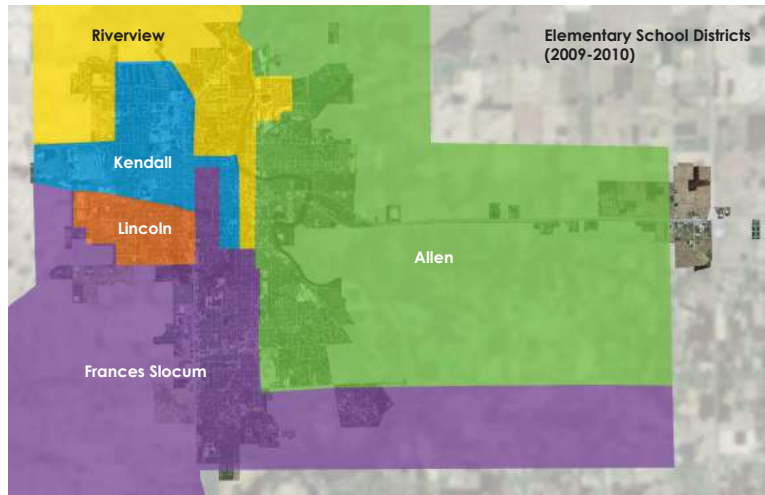 Riverview
Elementary School Districts
(2009-2010)
Kendall
Lincoln
Allen
Frances Slocum